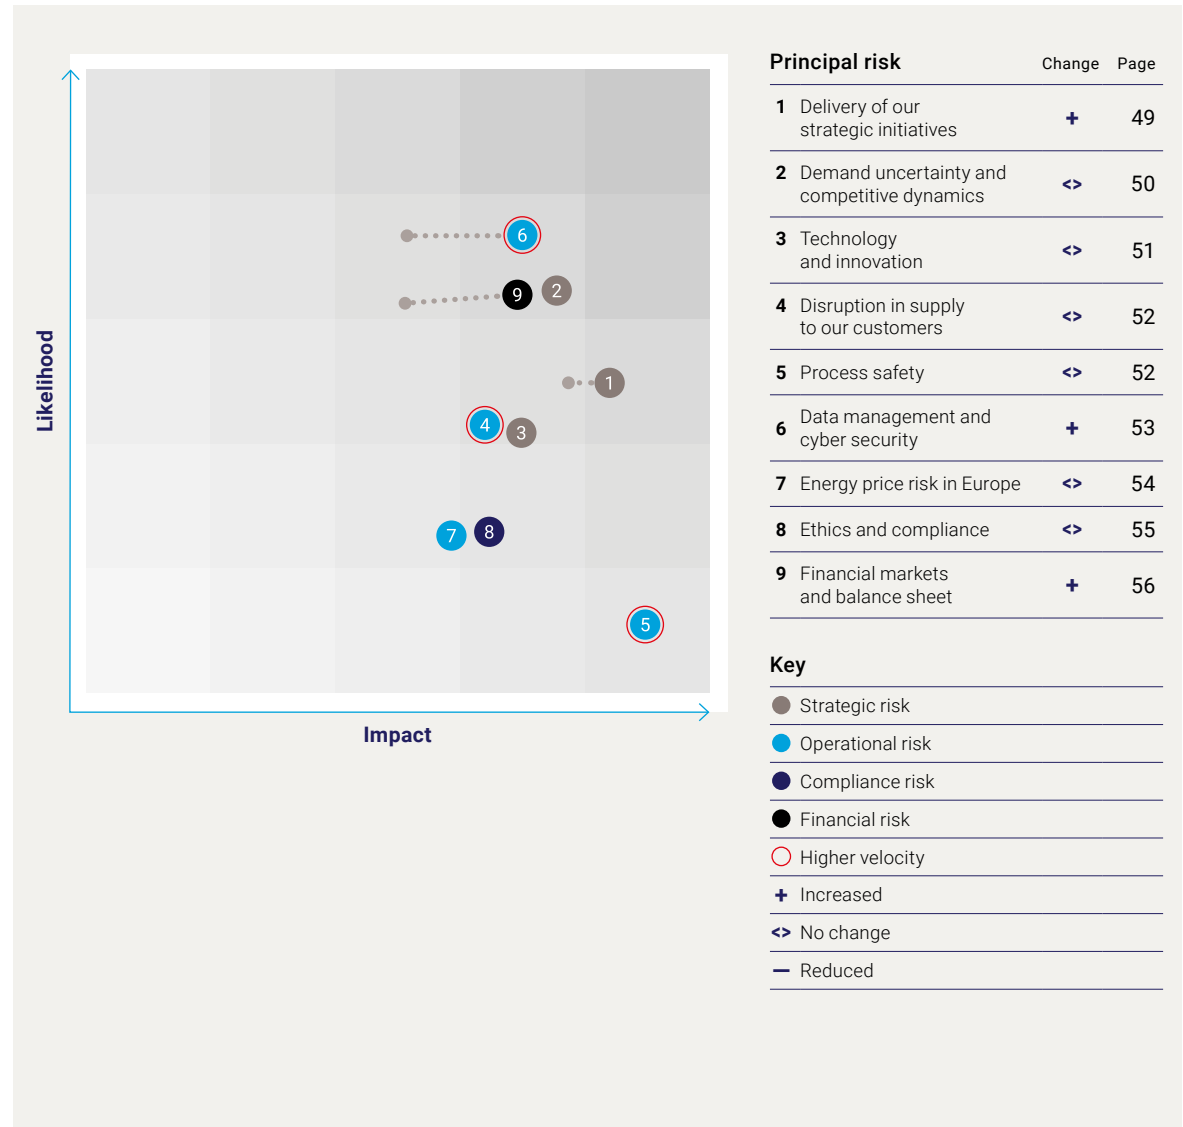 Likelihood
6
9
2
1
4
3
7
8
5
Impact
Principal risk Change Page
1 Delivery of our
strategic initiatives + 49
2 Demand uncertainty and
competitive dynamics <> 50
3 Technology
and innovation <> 51
4 Disruption in supply
to our customers <> 52
5 Process safety <> 52
6 Data management and
cyber security + 53
7 Energy price risk in Europe <> 54
8 Ethics and compliance <> 55
9 Financial markets
and balance sheet + 56
Key
Strategic risk
Operational risk
Compliance risk
Financial risk
Higher velocity
+ Increased
<> No change
– Reduced